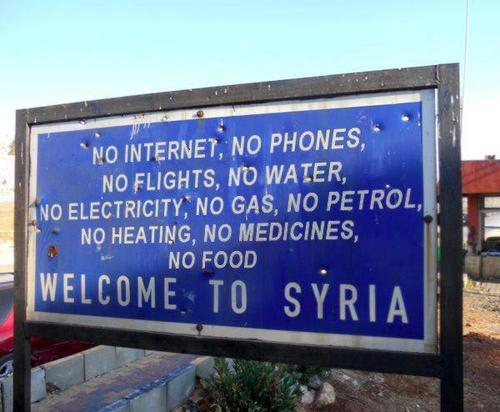 NO INTERNET, NO PHONES,
NO FLIGHTS, NO WATER,
NO ELECTRICITY, NO GAS, NO PETROL,
NO HEATING, NO MEDICINES,
NO FOOD
WELCOME TO SYRIA